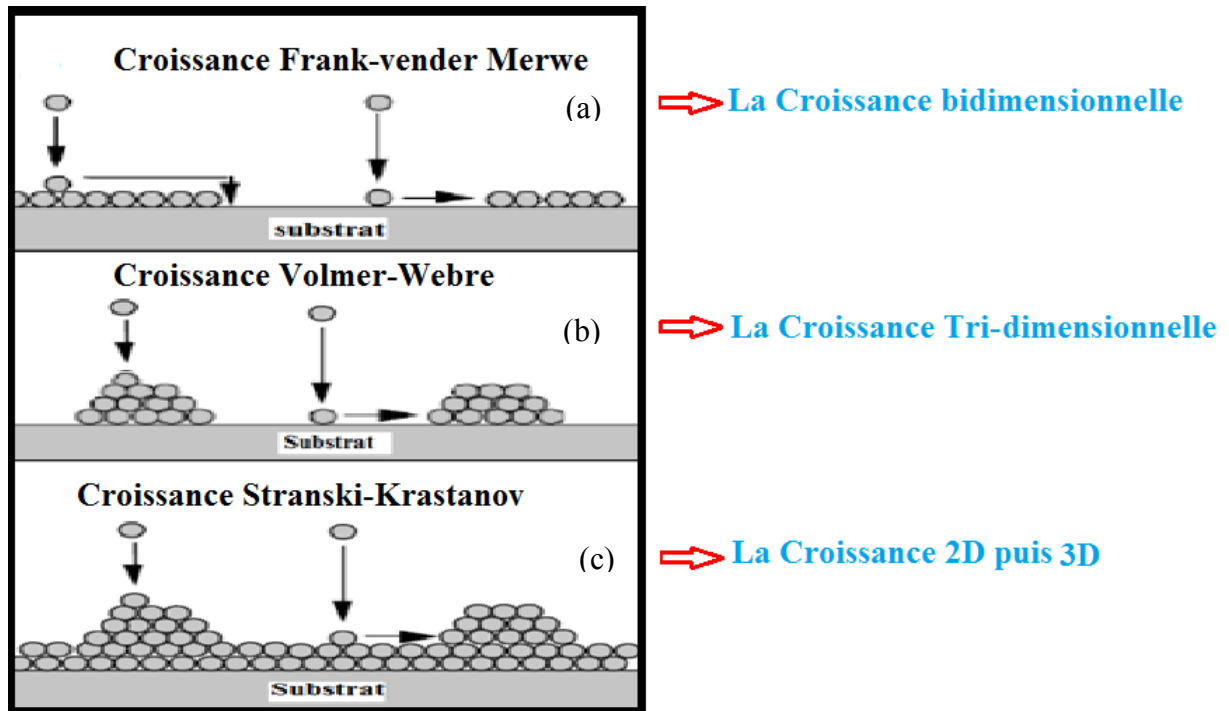 Croissance Frank-vender Merwe
(a)
La Croissance bidimensionnelle
substrat
Croissance Volmer-Webre
(b)
La Croissance Tri-dimensionnelle
Substrat
Croissance Stranski-Krastanov
(c)
La Croissance 2D puis 3D
Substrat